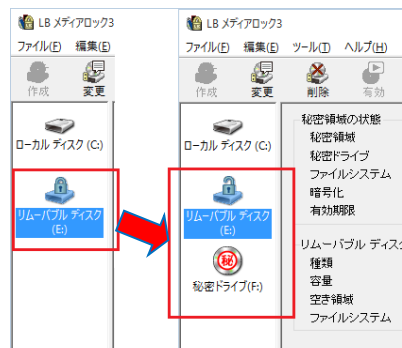 LB メディアロック3
ファイル(F) 編集(E)
作成 変更
ローカル ディスク (C:)
リムーバブル ディスク
(E:)
LB メディアロック3
ファイル(F) 編集(E) ツール(T) ヘルプ(H)
作成 変更 削除 有効
ローカル ディスク (C:)
リムーバブル ディスク
(E:)
秘
秘密ドライブ(F:)
秘密領域の状態
秘密領域
秘密ドライブ
ファイルシステム
暗号化
有効期限
リムーバブル ディスク
種類
容量
空き領域
ファイルシステム